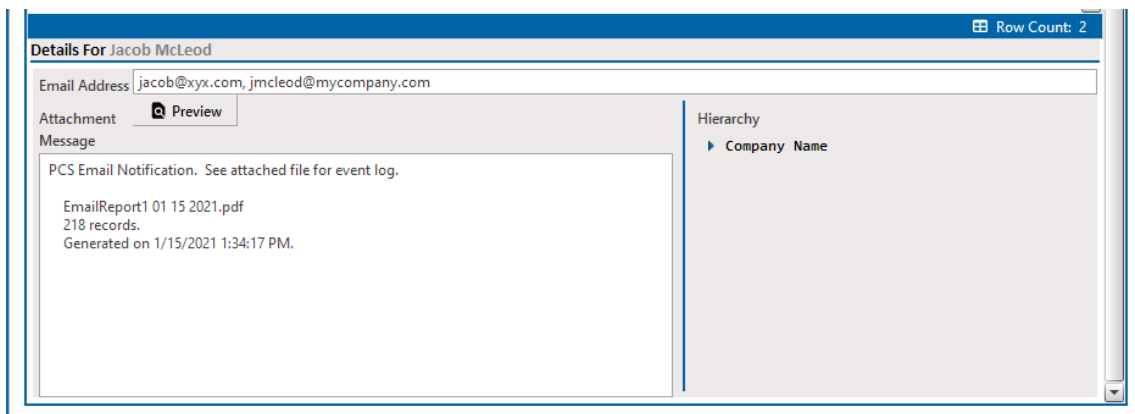 Row Count: 2
Details For Jacob McLeod
Email Address jacob@xyx.com, jmcleod@mycompany.com
Attachment Preview
Message
PCS Email Notification.  See attached file for event log.
EmailReport1 01 15 2021.pdf
218 records.
Generated on 1/15/2021 1:34:17 PM.
Hierarchy
Company Name